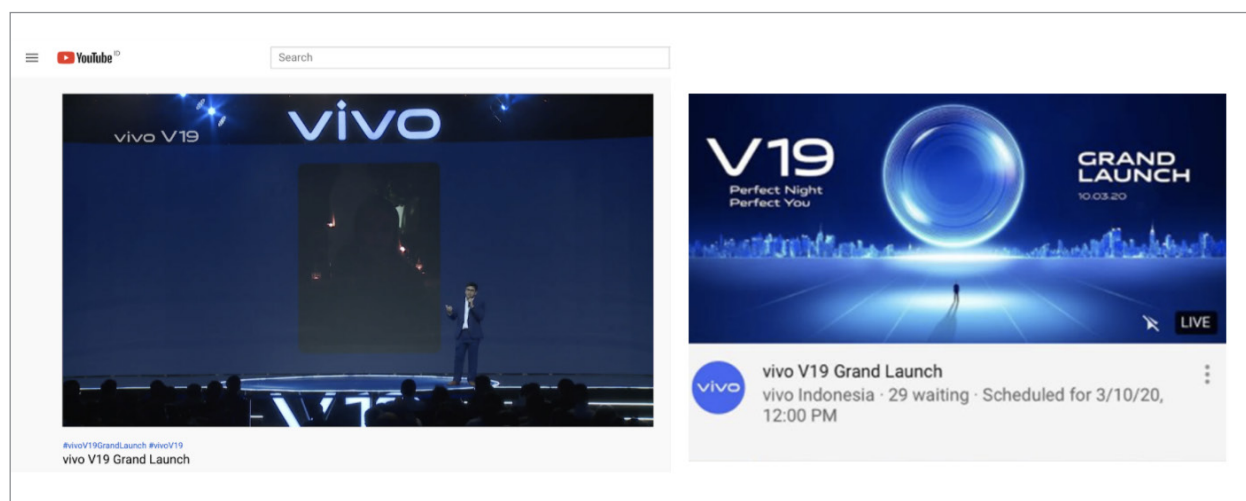 YouTube ID
Search
vivo
vivo V19
V19
#vivoV19GrandLaunch #vivoV19
vivo V19 Grand Launch
V19
Perfect Night
Perfect You
GRAND
LAUNCH
10.03.20
LIVE
vivo
vivo V19 Grand Launch
vivo Indonesia · 29 waiting · Scheduled for 3/10/20,
12:00 PM